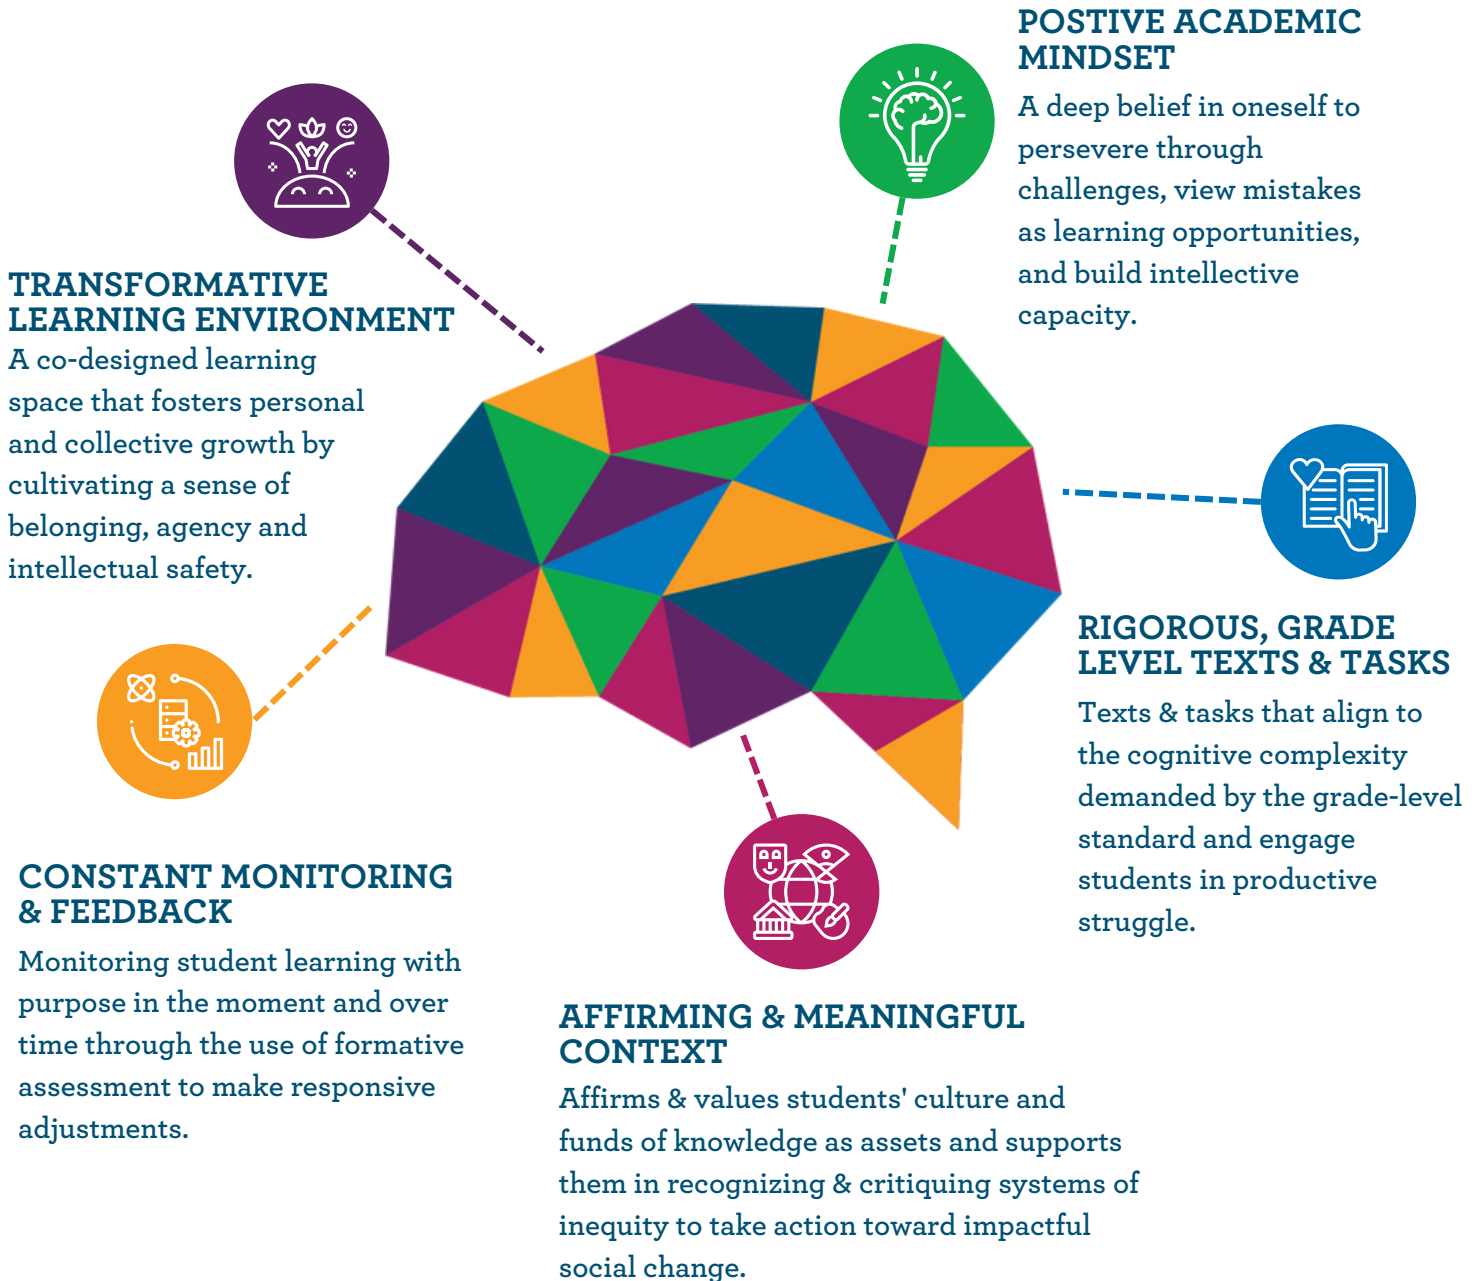 POSTIVE ACADEMIC
MINDSET
A deep belief in oneself to
persevere through
challenges, view mistakes
as learning opportunities,
and build intellective
capacity.
TRANSFORMATIVE
LEARNING ENVIRONMENT
A co-designed learning
space that fosters personal
and collective growth by
cultivating a sense of
belonging, agency and
intellectual safety.
RIGOROUS, GRADE
LEVEL TEXTS & TASKS
Texts & tasks that align to
the cognitive complexity
demanded by the grade-level
standard and engage
students in productive
struggle.
CONSTANT MONITORING
& FEEDBACK
Monitoring student learning with
purpose in the moment and over
time through the use of formative
assessment to make responsive
adjustments.
AFFIRMING & MEANINGFUL
CONTEXT
Affirms & values students' culture and
funds of knowledge as assets and supports
them in recognizing & critiquing systems of
inequity to take action toward impactful
social change.